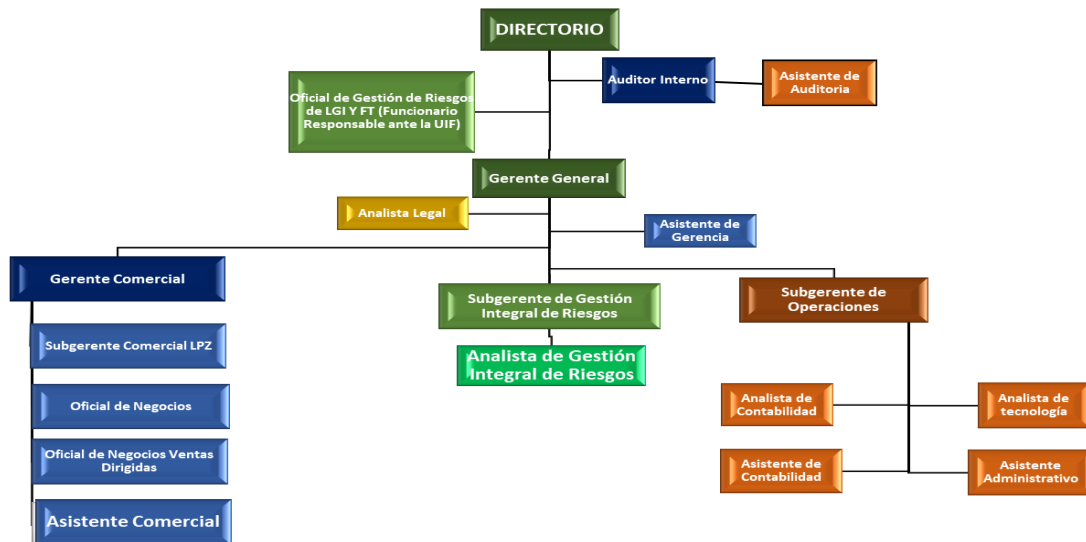 DIRECTORIO
Auditor Interno
Asistente de
Auditoria
Oficial de Gestión de Riesgos
de LGI Y FT (Funcionario
Responsable ante la UIF)
Gerente General
Analista Legal
Asistente de
Gerencia
Gerente Comercial
Subgerente de Gestión
Integral de Riesgos
Subgerente de
Operaciones
Subgerente Comercial LPZ
Analista de Gestión
Integral de Riesgos
Oficial de Negocios
Analista de
Contabilidad
Analista de
tecnología
Oficial de Negocios Ventas
Dirigidas
Asistente de
Contabilidad
Asistente
Administrativo
Asistente Comercial